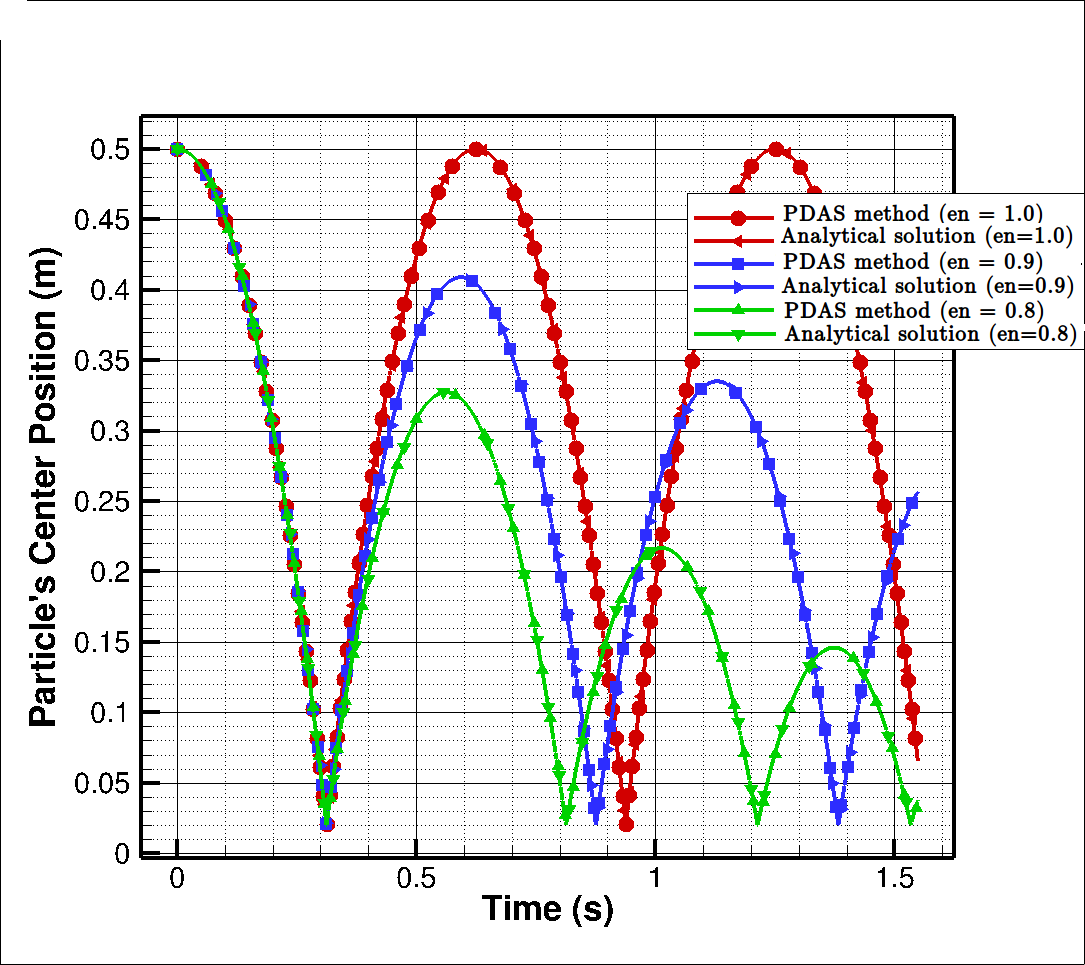 0.5
0.45
0.4
0.35
0.3
0.25
0.2
0.15
0.1
0.05
0
Particle's Center Position (m)
PDAS method (en = 1.0)
Analytical solution (en=1.0)
PDAS method (en = 0.9)
Analytical solution (en=0.9)
PDAS method (en = 0.8)
Analytical solution (en=0.8)
0 0.5 1 1.5
Time (s)